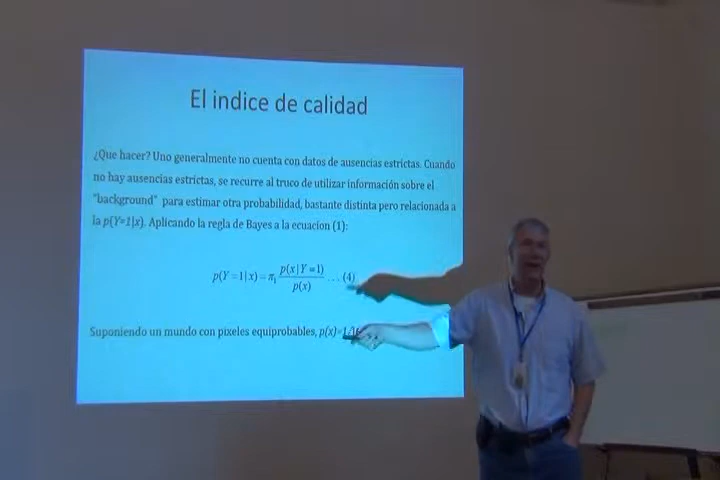 El indice de calidad
¿Que hacer? Uno generalmente no cuenta con datos de ausencias estrictas. Cuando
no hay ausencias estrictas, se recurre al truco de utilizar información sobre el
"background" para estimar otra probabilidad, bastante distinta pero relacionada a
la p(Y=1|x). Aplicando la regla de Bayes a la ecuacion (1):
p(Y = 1 | x) = π₁ p(x | Y = 1) / p(x) ... (4)
Suponiendo un mundo con pixeles equiprobables, p(x)=1